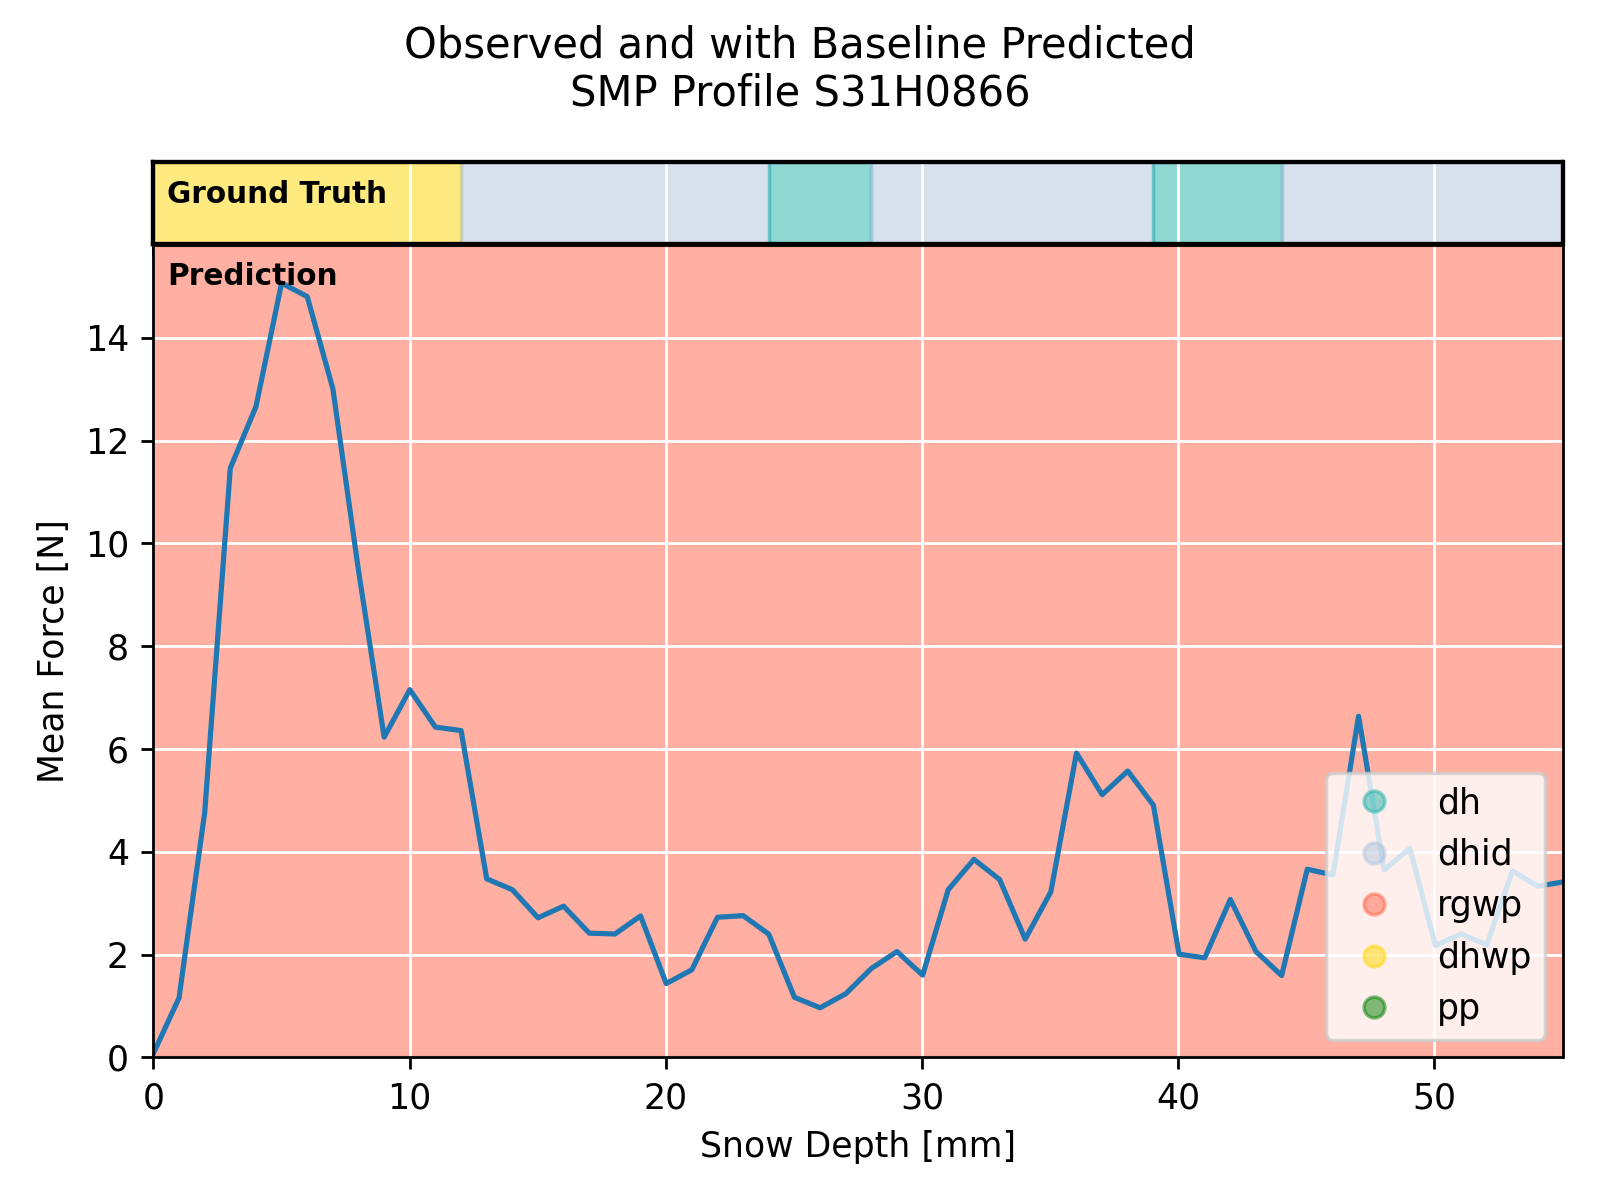 Observed and with Baseline Predicted
SMP Profile S31H0866
Ground Truth
Prediction
14
12
10
8
6
4
2
0
Mean Force [N]
dh
dhid
rgwp
dhwp
pp
0 10 20 30 40 50
Snow Depth [mm]